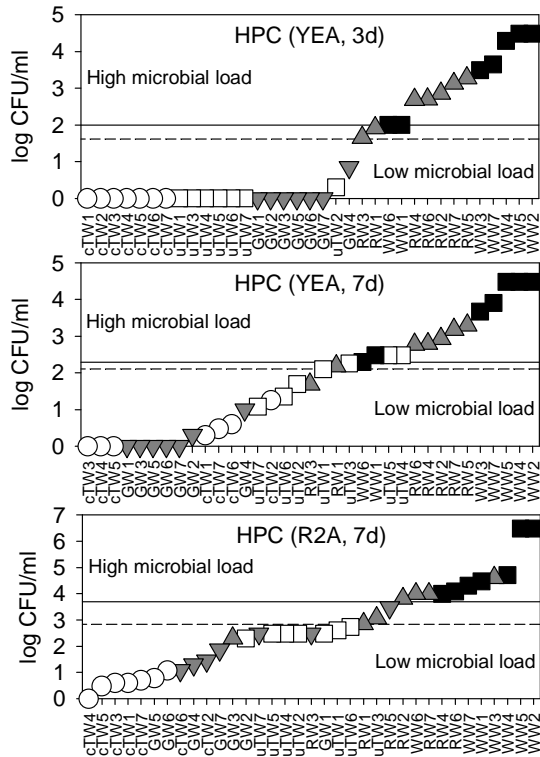 HPC (YEA, 3d)
High microbial load
Low microbial load
log CFU/ml
5
4
3
2
1
0
cTW1
cTW2
cTW3
cTW4
cTW5
cTW6
cTW7
uTW1
uTW3
uTW4
uTW5
uTW6
uTW7
GW1
GW2
GW3
GW5
GW6
GW7
uTW2
GW4
RW3
RW1
WW6
WW1
RW4
RW6
RW2
RW7
RW5
WW3
WW7
WW4
WW5
WW2
HPC (YEA, 7d)
High microbial load
Low microbial load
log CFU/ml
5
4
3
2
1
0
cTW3
cTW4
cTW5
GW1
GW3
GW5
GW6
GW7
GW2
cTW1
cTW7
cTW6
GW4
uTW7
cTW2
uTW6
uTW2
RW3
uTW1
RW1
uTW3
WW6
WW1
uTW5
uTW4
RW6
RW4
RW2
RW7
RW5
WW3
WW7
WW5
WW4
WW2
HPC (R2A, 7d)
High microbial load
Low microbial load
log CFU/ml
7
6
5
4
3
2
1
0
cTW4
cTW5
cTW3
cTW1
cTW7
GW5
GW6
cTW6
GW4
cTW2
GW7
GW3
GW2
uTW7
uTW5
uTW4
uTW2
RW3
GW1
uTW1
uTW6
RW1
uTW3
RW5
RW2
WW6
RW7
RW4
RW6
WW7
WW1
WW3
WW4
WW5
WW2